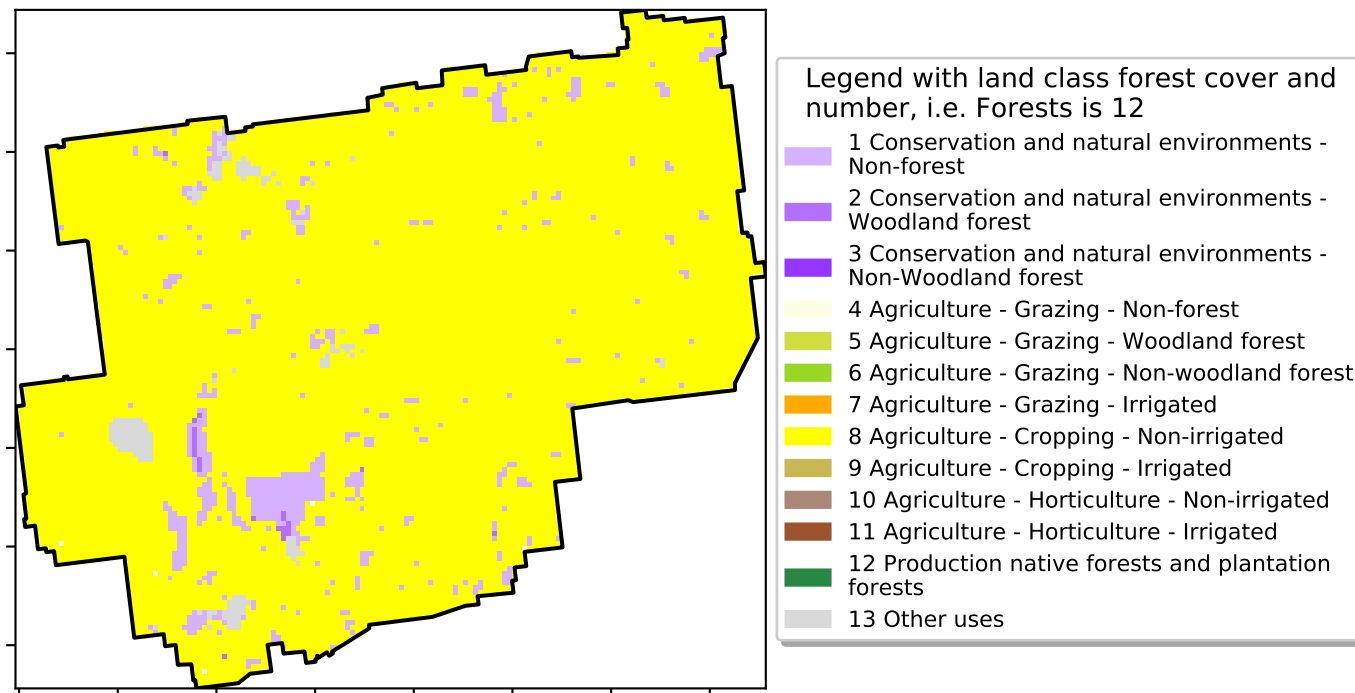 Legend with land class forest cover and
number, i.e. Forests is 12
1 Conservation and natural environments -
Non-forest
2 Conservation and natural environments -
Woodland forest
3 Conservation and natural environments -
Non-Woodland forest
4 Agriculture - Grazing - Non-forest
5 Agriculture - Grazing - Woodland forest
6 Agriculture - Grazing - Non-woodland forest
7 Agriculture - Grazing - Irrigated
8 Agriculture - Cropping - Non-irrigated
9 Agriculture - Cropping - Irrigated
10 Agriculture - Horticulture - Non-irrigated
11 Agriculture - Horticulture - Irrigated
12 Production native forests and plantation
forests
13 Other uses